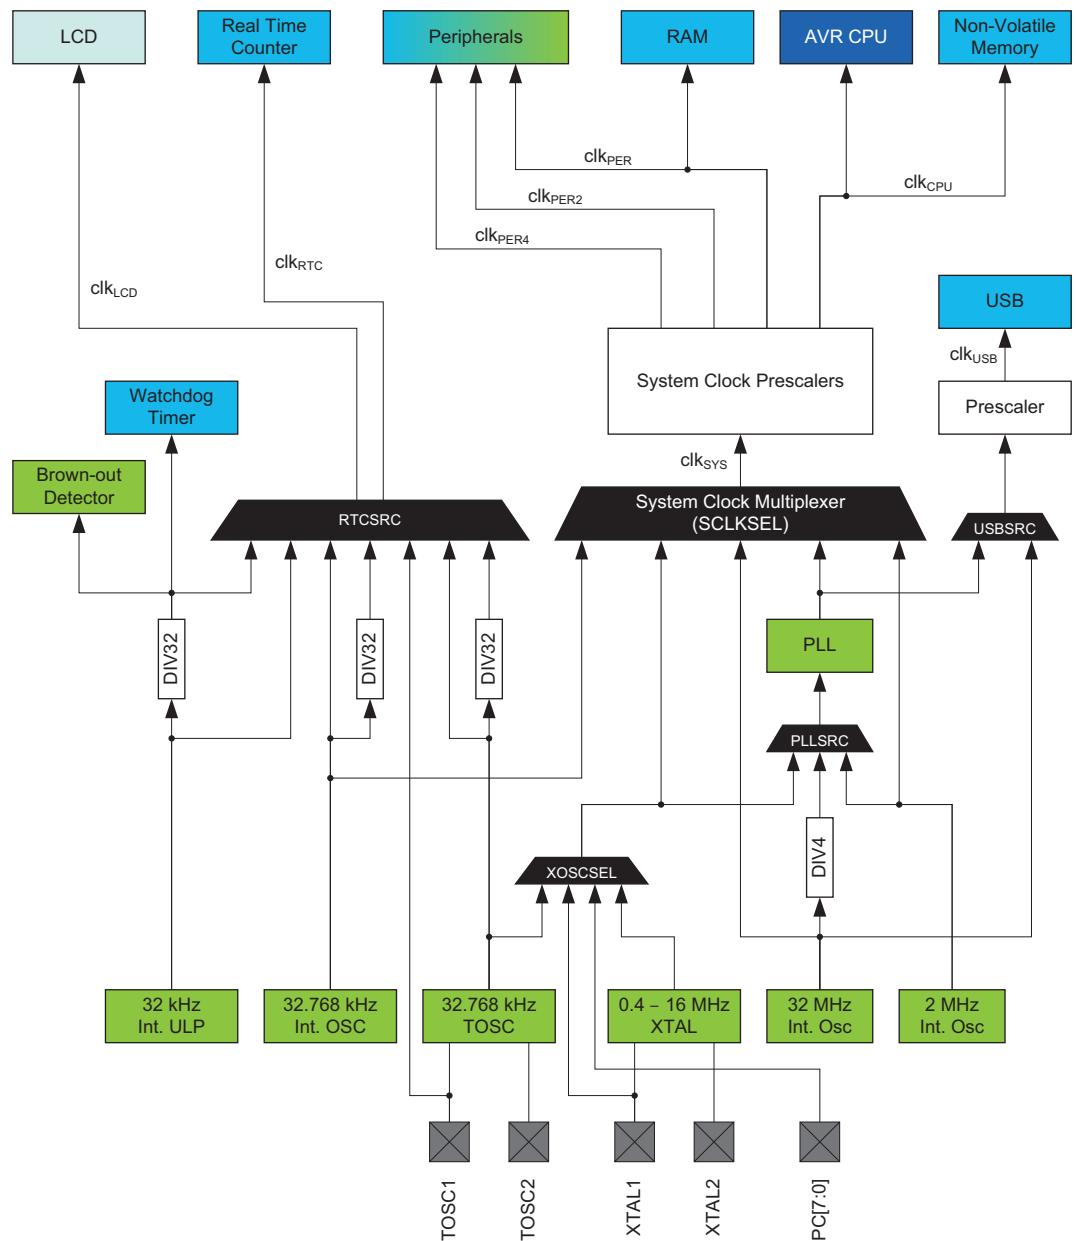 LCD
Real Time
Counter
Peripherals
RAM
AVR CPU
Non-Volatile
Memory
clkPER
clkCPU
clkPER2
clkPER4
clkRTC
clkLCD
USB
clkUSB
System Clock Prescalers
Prescaler
Watchdog
Timer
clkSYS
Brown-out
Detector
RTCSRC
System Clock Multiplexer
(SCLKSEL)
USBSRC
DIV32
DIV32
DIV32
PLL
PLLSRC
DIV4
XOSCSEL
32 kHz
Int. ULP
32.768 kHz
Int. OSC
32.768 kHz
TOSC
0.4 – 16 MHz
XTAL
32 MHz
Int. Osc
2 MHz
Int. Osc
TOSC1
TOSC2
XTAL1
XTAL2
PC[7:0]